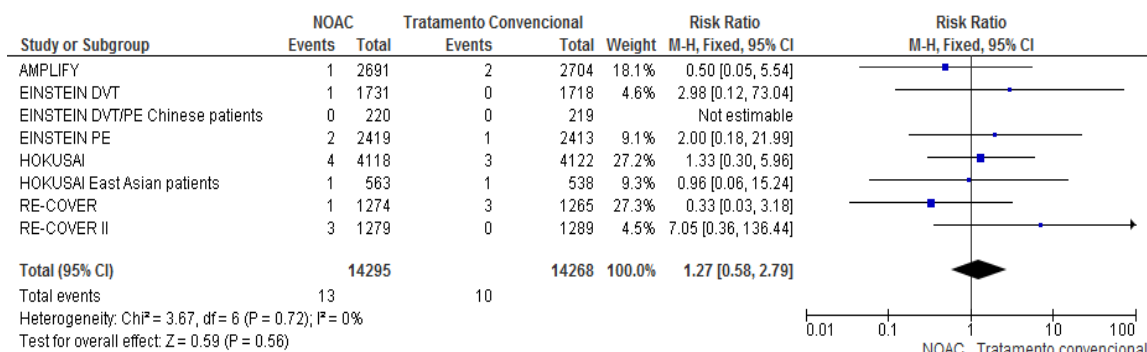 NOAC Tratamento Convencional Risk Ratio Risk Ratio
Study or Subgroup Events Total Events Total Weight M-H, Fixed, 95% CI M-H, Fixed, 95% CI
AMPLIFY 1 2691 2 2704 18.1% 0.50 [0.05, 5.54]
EINSTEIN DVT 1 1731 0 1718 4.6% 2.98 [0.12, 73.04]
EINSTEIN DVT/PE Chinese patients 0 220 0 219 Not estimable
EINSTEIN PE 2 2419 1 2413 9.1% 2.00 [0.18, 21.99]
HOKUSAI 4 4118 3 4122 27.2% 1.33 [0.30, 5.96]
HOKUSAI East Asian patients 1 563 1 538 9.3% 0.96 [0.06, 15.24]
RE-COVER 1 1274 3 1265 27.3% 0.33 [0.03, 3.18]
RE-COVER II 3 1279 0 1289 4.5% 7.05 [0.36, 136.44]
Total (95% CI) 14295 14268 100.0% 1.27 [0.58, 2.79]
Total events 13 10
Heterogeneity: Chi² = 3.67, df = 6 (P = 0.72); I² = 0%
Test for overall effect: Z = 0.59 (P = 0.56)
0.01 0.1 1 10 100
NOAC Tratamento convencional